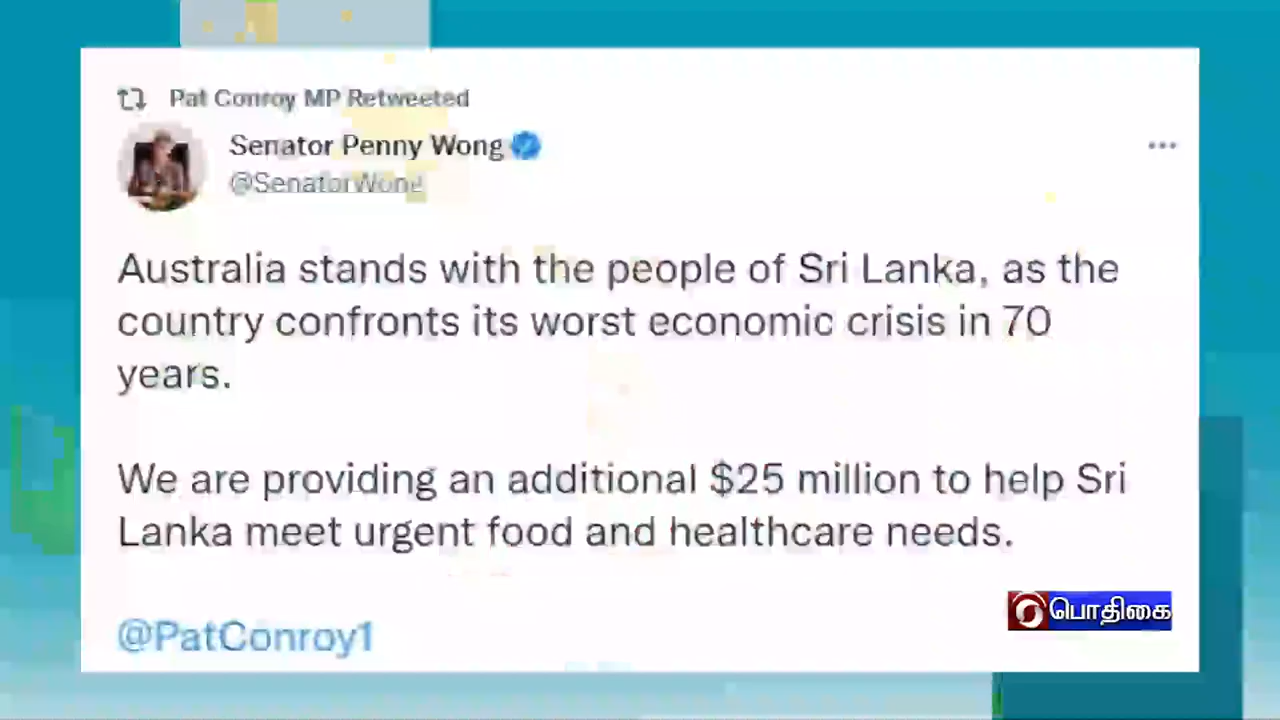 Pat Conroy MP Retweeted
Senator Penny Wong
@SenatorWong
Australia stands with the people of Sri Lanka, as the
country confronts its worst economic crisis in 70
years.
We are providing an additional $25 million to help Sri
Lanka meet urgent food and healthcare needs.
பொதிகை
@PatConroy1